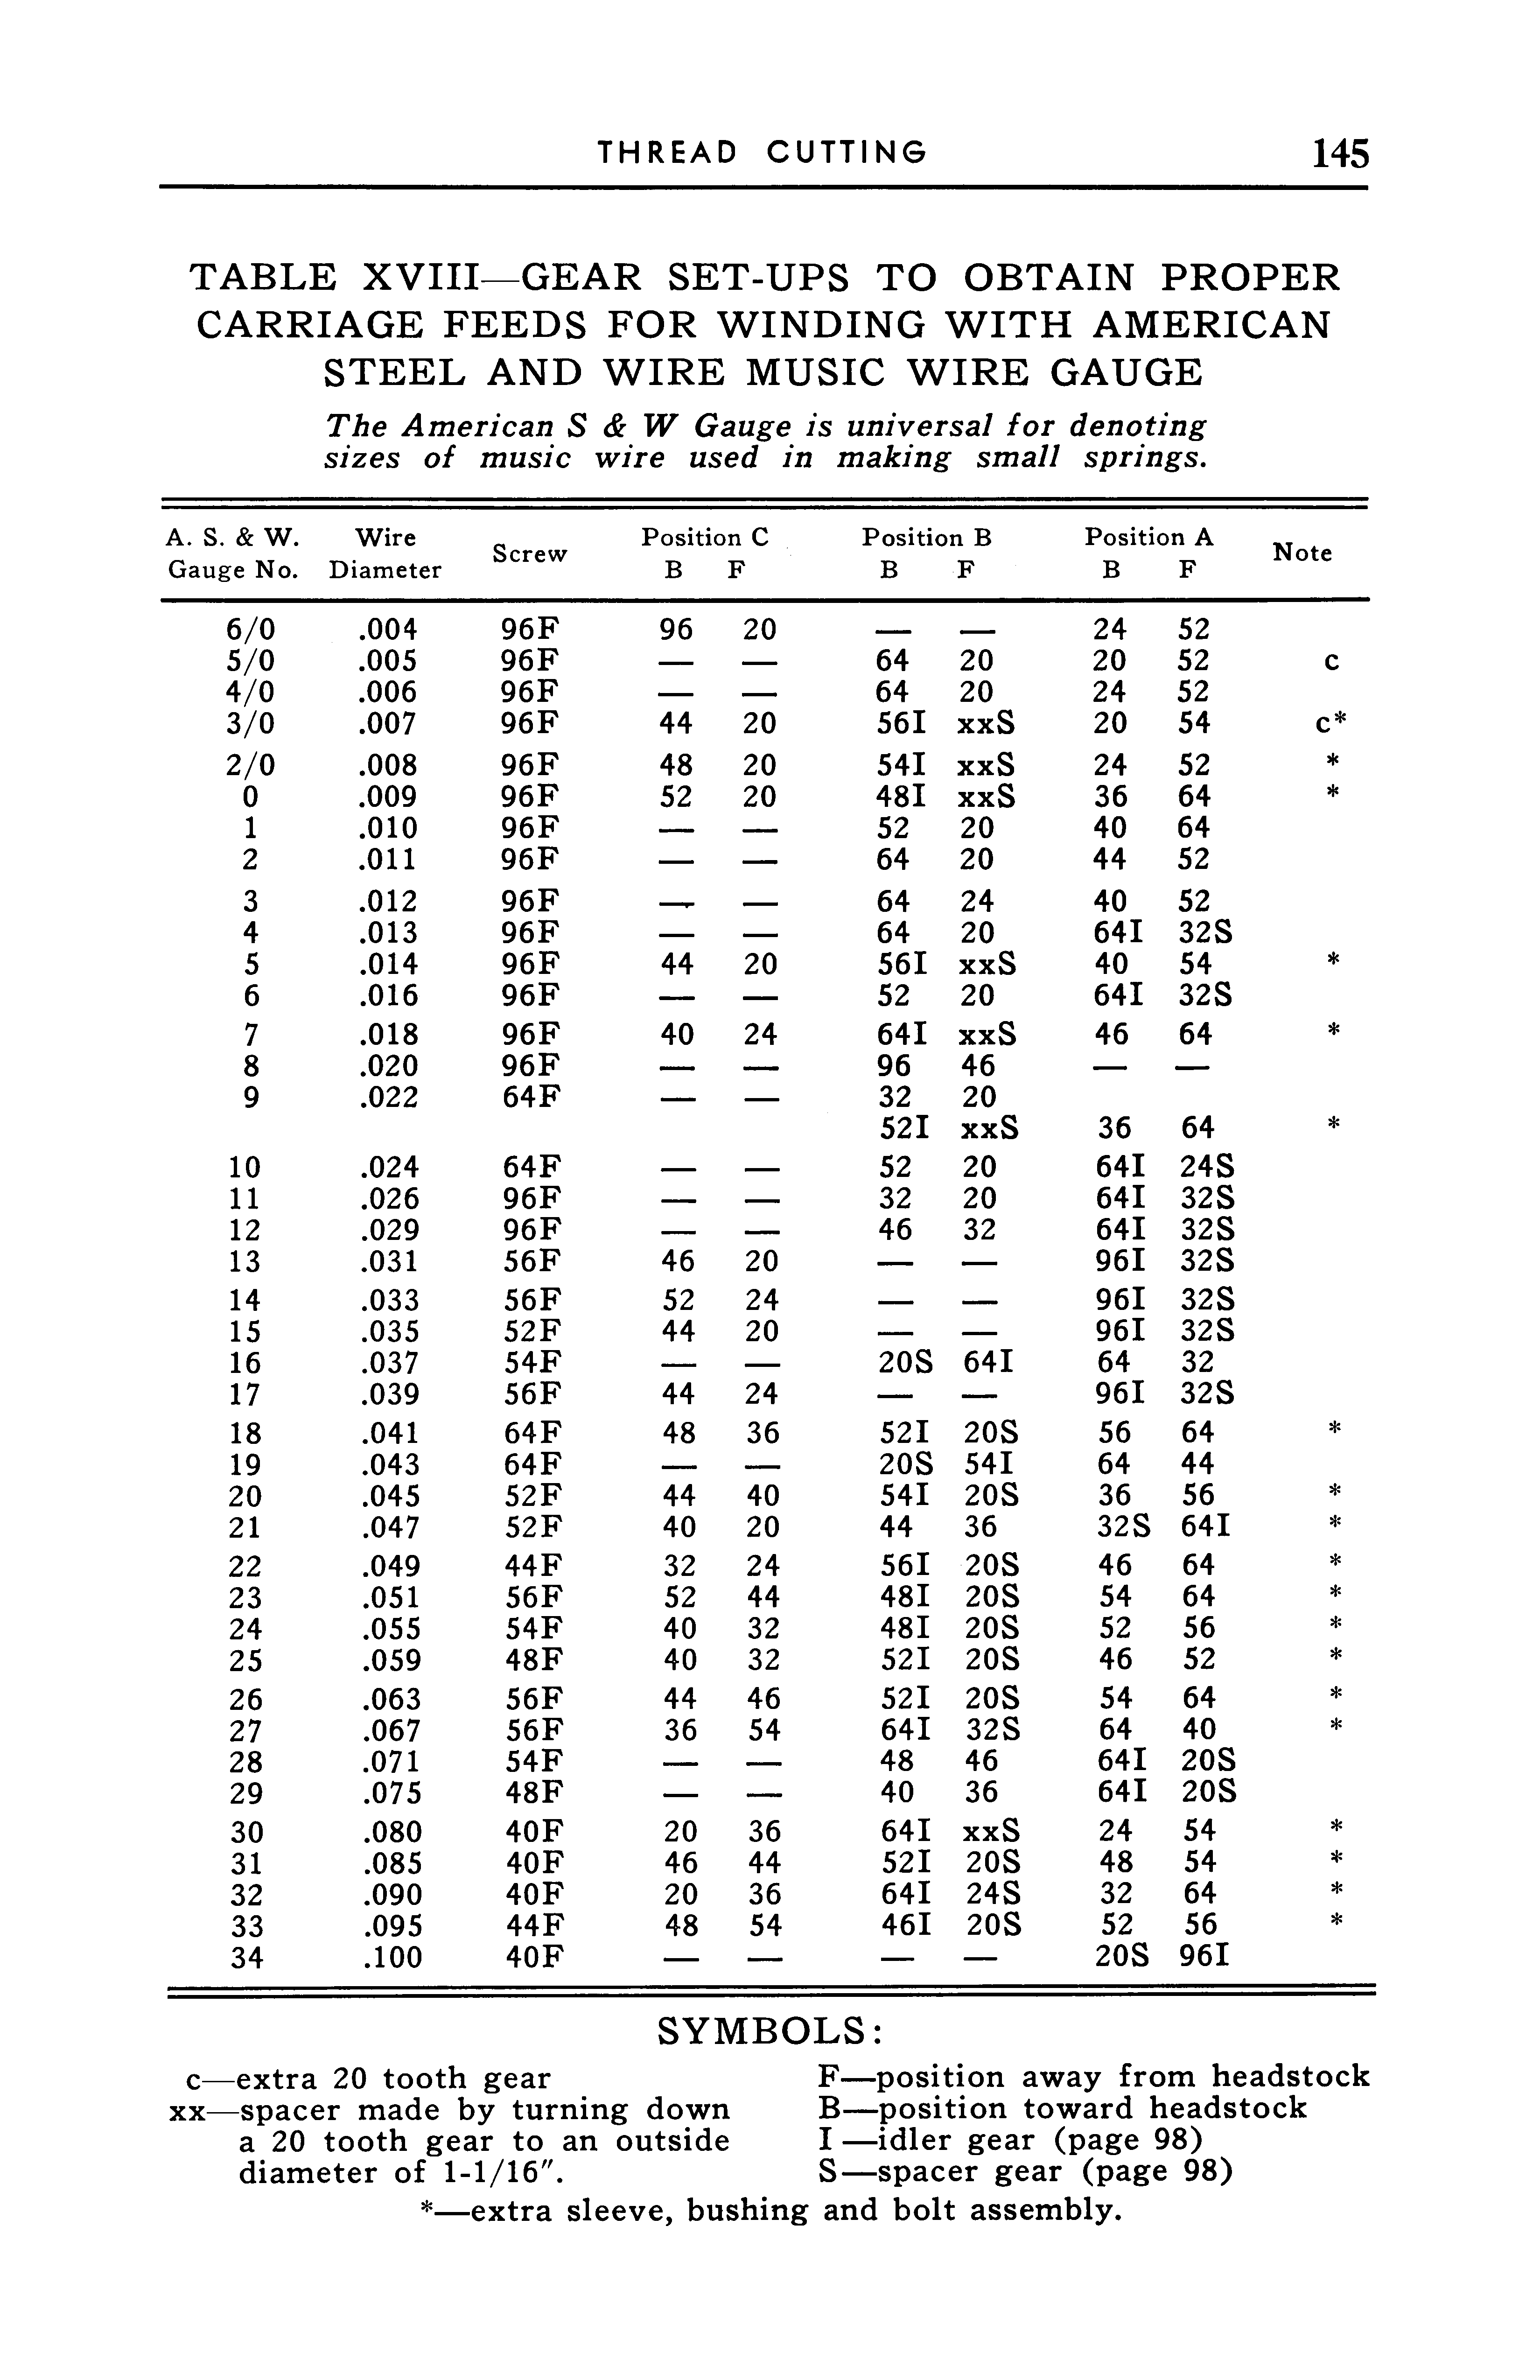 THREAD CUTTING 145
TABLE XVIII—GEAR SET-UPS TO OBTAIN PROPER
CARRIAGE FEEDS FOR WINDING WITH AMERICAN
STEEL AND WIRE MUSIC WIRE GAUGE
The American S & W Gauge is universal for denoting
sizes of music wire used in making small springs.
A. S. & W. Wire Screw Position C Position B Position A Note
Gauge No. Diameter B F B F B F
6/0 .004 96F 96 20 — — 24 52
5/0 .005 96F — — 64 20 20 52 c
4/0 .006 96F — — 64 20 24 52
3/0 .007 96F 44 20 56I xxS 20 54 c*
2/0 .008 96F 48 20 54I xxS 24 52 *
0 .009 96F 52 20 48I xxS 36 64 *
1 .010 96F — — 52 20 40 64
2 .011 96F — — 64 20 44 52
3 .012 96F — — 64 24 40 52
4 .013 96F — — 64 20 64I 32S
5 .014 96F 44 20 56I xxS 40 54 *
6 .016 96F — — 52 20 64I 32S
7 .018 96F 40 24 64I xxS 46 64 *
8 .020 96F — — 96 46 — —
9 .022 64F — — 32 20
52I xxS 36 64 *
10 .024 64F — — 52 20 64I 24S
11 .026 96F — — 32 20 64I 32S
12 .029 96F — — 46 32 64I 32S
13 .031 56F 46 20 — — 96I 32S
14 .033 56F 52 24 — — 96I 32S
15 .035 52F 44 20 — — 96I 32S
16 .037 54F — — 20S 64I 64 32
17 .039 56F 44 24 — — 96I 32S
18 .041 64F 48 36 52I 20S 56 64 *
19 .043 64F — — 20S 54I 64 44
20 .045 52F 44 40 54I 20S 36 56 *
21 .047 52F 40 20 44 36 32S 64I *
22 .049 44F 32 24 56I 20S 46 64 *
23 .051 56F 52 44 48I 20S 54 64 *
24 .055 54F 40 32 48I 20S 52 56 *
25 .059 48F 40 32 52I 20S 46 52 *
26 .063 56F 44 46 52I 20S 54 64 *
27 .067 56F 36 54 64I 32S 64 40 *
28 .071 54F — — 48 46 64I 20S
29 .075 48F — — 40 36 64I 20S
30 .080 40F 20 36 64I xxS 24 54 *
31 .085 40F 46 44 52I 20S 48 54 *
32 .090 40F 20 36 64I 24S 32 64 *
33 .095 44F 48 54 46I 20S 52 56 *
34 .100 40F — — — — 20S 96I
SYMBOLS:
c—extra 20 tooth gear
xx—spacer made by turning down
a 20 tooth gear to an outside
diameter of 1-1/16″.
F—position away from headstock
B—position toward headstock
I—idler gear (page 98)
S—spacer gear (page 98)
*—extra sleeve, bushing and bolt assembly.